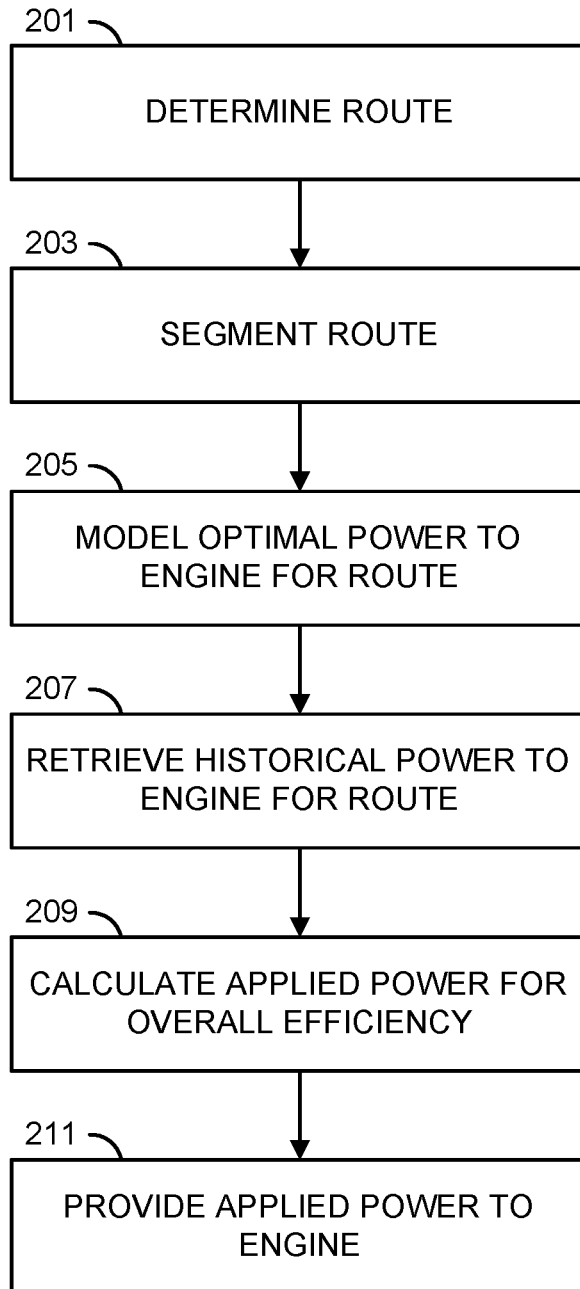 201
DETERMINE ROUTE
203
SEGMENT ROUTE
205
MODEL OPTIMAL POWER TO
ENGINE FOR ROUTE
207
RETRIEVE HISTORICAL POWER TO
ENGINE FOR ROUTE
209
CALCULATE APPLIED POWER FOR
OVERALL EFFICIENCY
211
PROVIDE APPLIED POWER TO
ENGINE